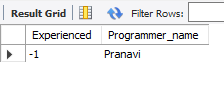 Result Grid Filter Rows:
Experienced Programmer_name
-1 Pranavi